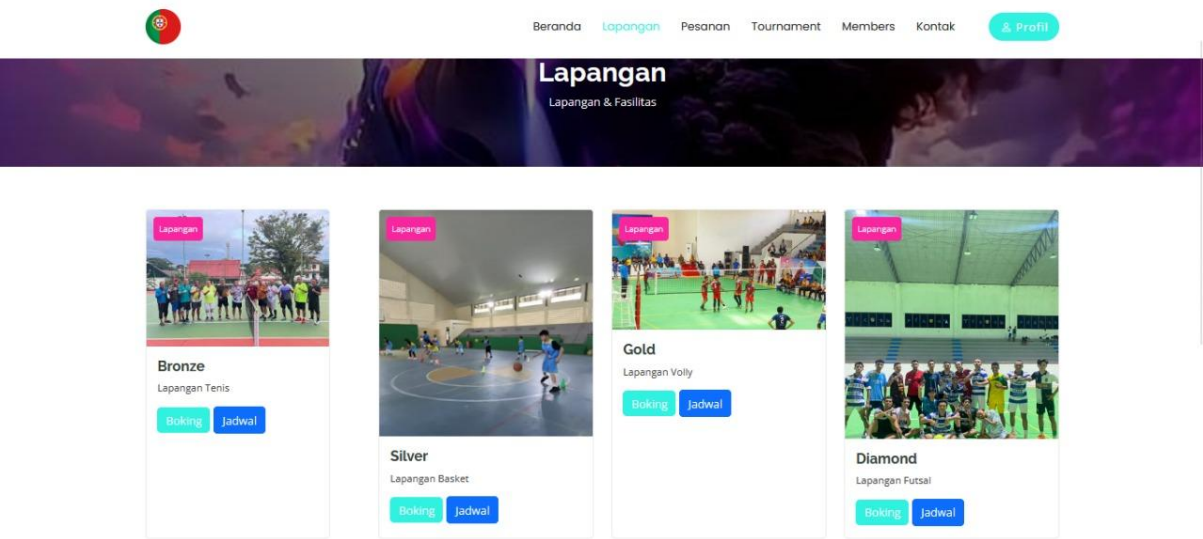 Beranda Lapangan Pesanan Tournament Members Kontak Profil
Lapangan
Lapangan & Fasilitas
Lapangan
Bronze
Lapangan Tenis
Boking Jadwal
Lapangan
Silver
Lapangan Basket
Boking Jadwal
Lapangan
Gold
Lapangan Volly
Boking Jadwal
Lapangan
Diamond
Lapangan Futsal
Boking Jadwal